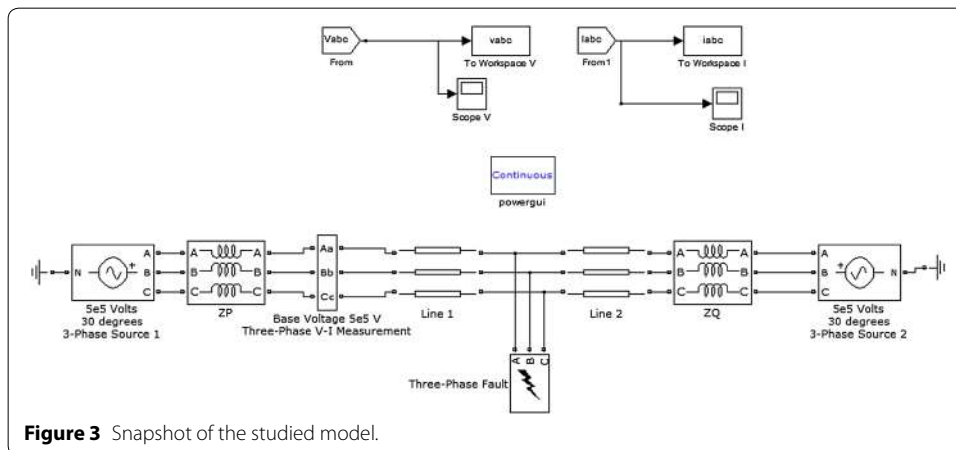 Vabc
From
vabc
To Workspace V
Scope V
Iabc
From1
iabc
To Workspace I
Scope I
Continuous
powergui
N
A
B
C
5e5 Volts
30 degrees
3-Phase Source 1
A A
B B
C C
ZP
Aa
Bb
Cc
Base Voltage 5e5 V
Three-Phase V-I Measurement
Line 1
Line 2
A A
B B
C C
ZQ
A
B
C
N
5e5 Volts
30 degrees
3-Phase Source 2
A B C
Three-Phase Fault
Figure 3 Snapshot of the studied model.